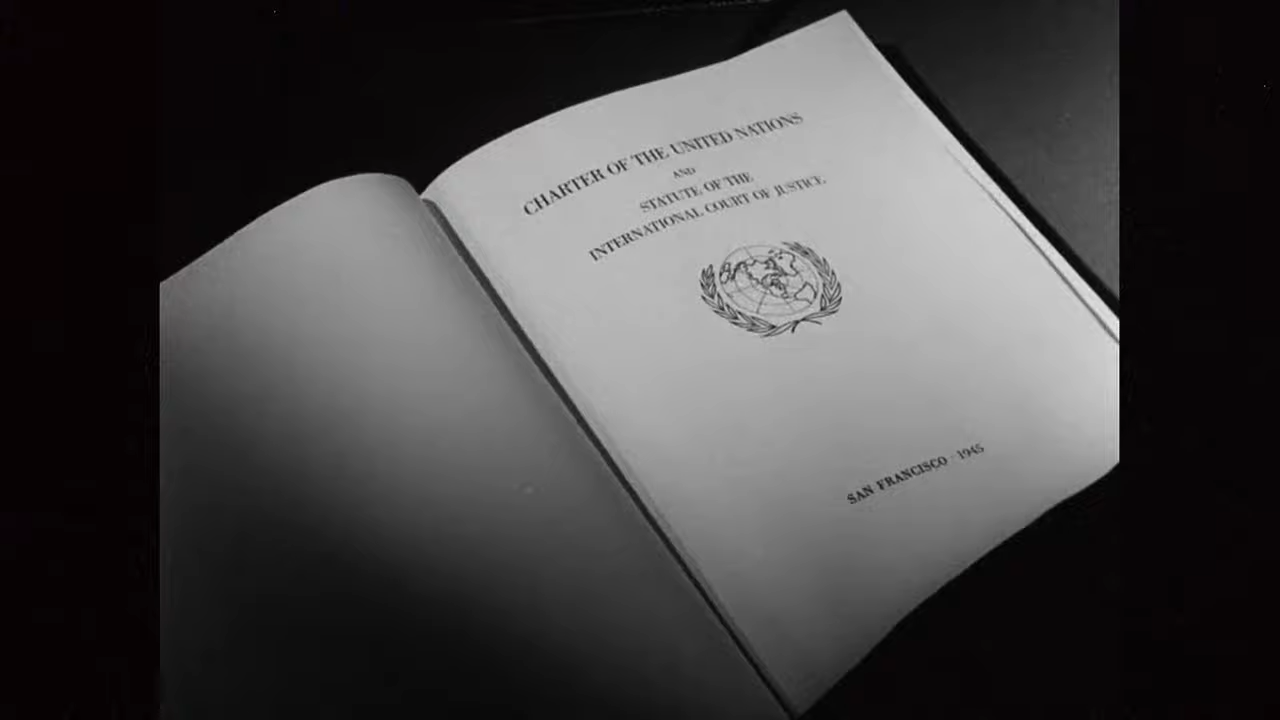 CHARTER OF THE UNITED NATIONS
AND
STATUTE OF THE
INTERNATIONAL COURT OF JUSTICE
SAN FRANCISCO · 1945